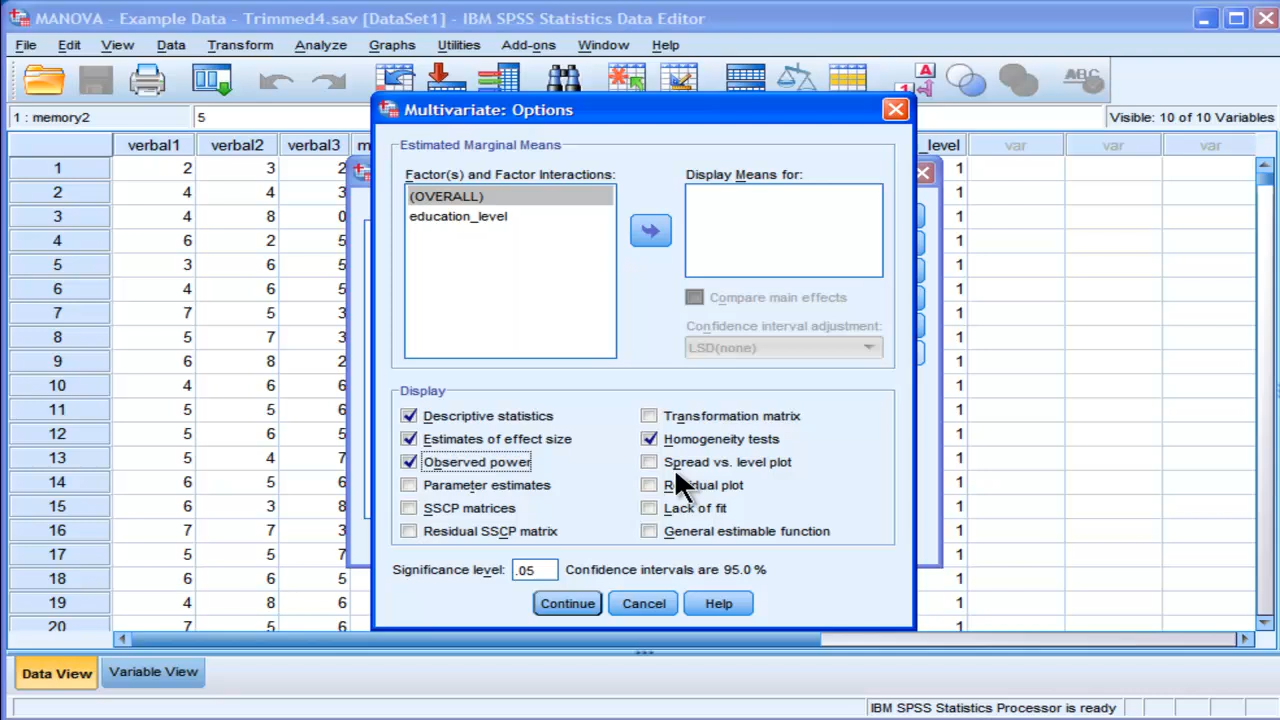 MANOVA - Example Data - Trimmed4.sav [DataSet1] - IBM SPSS Statistics Data Editor
File Edit View Data Transform Analyze Graphs Utilities Add-ons Window Help
A
1
ABC
1 : memory2 5 Visible: 10 of 10 Variables
verbal1 verbal2 verbal3 m _level var var var
1 2 3 2 1
2 4 4 3 1
3 4 8 0 1
4 6 2 5 1
5 3 6 5 1
6 4 6 5 1
7 7 5 3 1
8 5 7 3 1
9 6 8 2 1
10 4 6 6 1
11 5 5 6 1
12 5 6 5 1
13 5 4 7 1
14 5 6 6 1
15 6 3 8 1
16 7 7 3 1
17 5 5 7 1
18 6 6 5 1
19 4 8 6 1
20 7 5 6 1
Multivariate: Options
Estimated Marginal Means
Factor(s) and Factor Interactions: Display Means for:
(OVERALL)
education_level
Compare main effects
Confidence interval adjustment:
LSD(none)
Display
Descriptive statistics Transformation matrix
Estimates of effect size Homogeneity tests
Observed power Spread vs. level plot
Parameter estimates Residual plot
SSCP matrices Lack of fit
Residual SSCP matrix General estimable function
Significance level: .05 Confidence intervals are 95.0 %
Continue Cancel Help
Data View Variable View
IBM SPSS Statistics Processor is ready